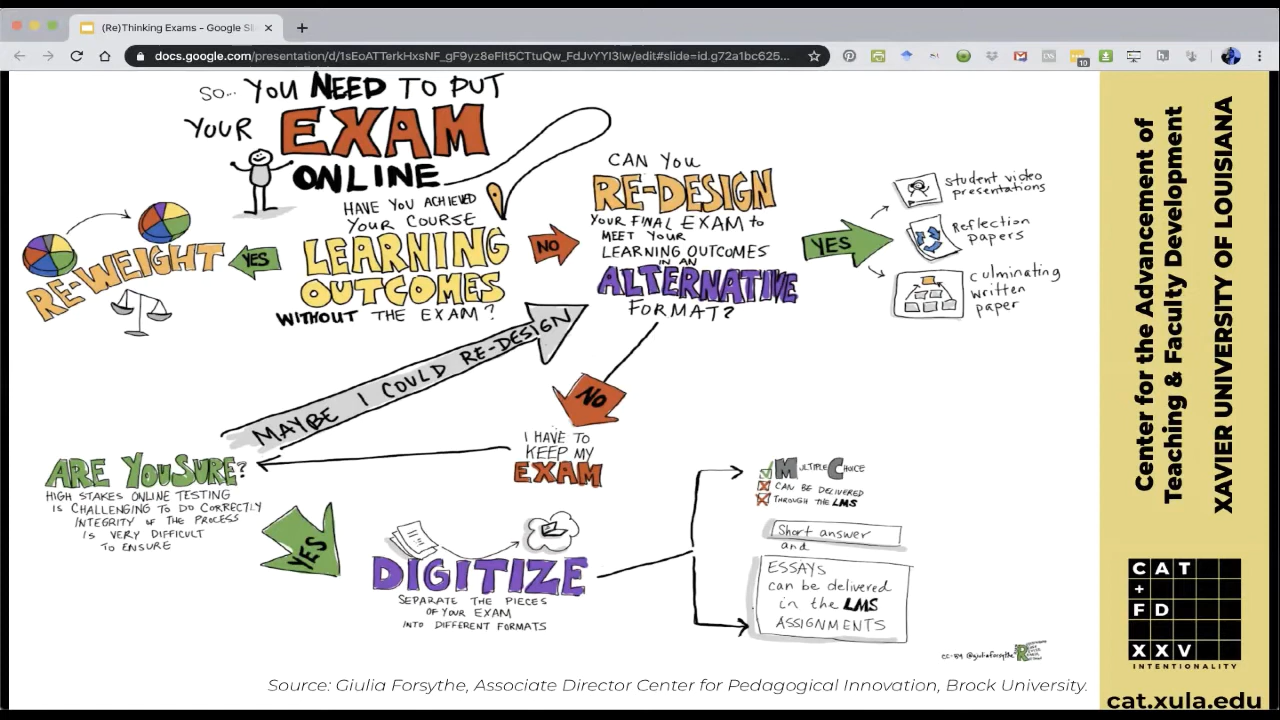 (Re)Thinking Exams - Google Sli
docs.google.com/presentation/d/1sEoATTerkHxsNF_gF9yz8eFlt5CTtuQw_FdJvYYI3lw/edit#slide=id.g72a1bc625...
10
SO... YOU NEED TO PUT
YOUR EXAM
ONLINE
HAVE YOU ACHIEVED
YOUR COURSE
LEARNING
OUTCOMES
WITHOUT THE EXAM?
YES
RE-WEIGHT
NO
CAN YOU
RE-DESIGN
YOUR FINAL EXAM to
MEET YOUR
LEARNING OUTCOMES
IN AN
ALTERNATIVE
FORMAT?
YES
student video
presentations
Reflection
papers
culminating
written
paper
NO
I HAVE TO
KEEP MY
EXAM
MAYBE I COULD RE-DESIGN
ARE YOU SURE?
HIGH STAKES ONLINE TESTING
IS CHALLENGING TO DO CORRECTLY
INTEGRITY OF THE PROCESS
IS VERY DIFFICULT
TO ENSURE
YES
DIGITIZE
SEPARATE THE PIECES
OF YOUR EXAM
INTO DIFFERENT FORMATS
MULTIPLE CHOICE
CAN BE DELIVERED
THROUGH THE LMS
Short answer
and
ESSAYS
can be delivered
in the LMS
ASSIGNMENTS
CC-BY @giuliaforsythe
Source: Giulia Forsythe, Associate Director Center for Pedagogical Innovation, Brock University.
Center for the Advancement of
Teaching & Faculty Development
XAVIER UNIVERSITY OF LOUISIANA
CAT
+
FD
XXV
INTENTIONALITY
cat.xula.edu